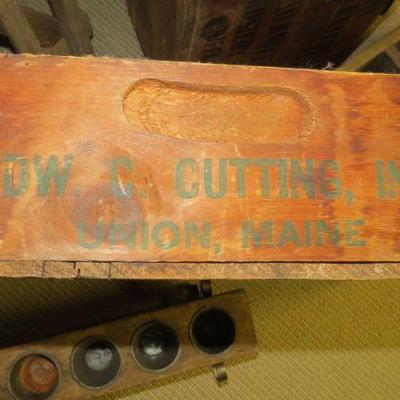 DW. C. CUTTING, IN
UNION, MAINE